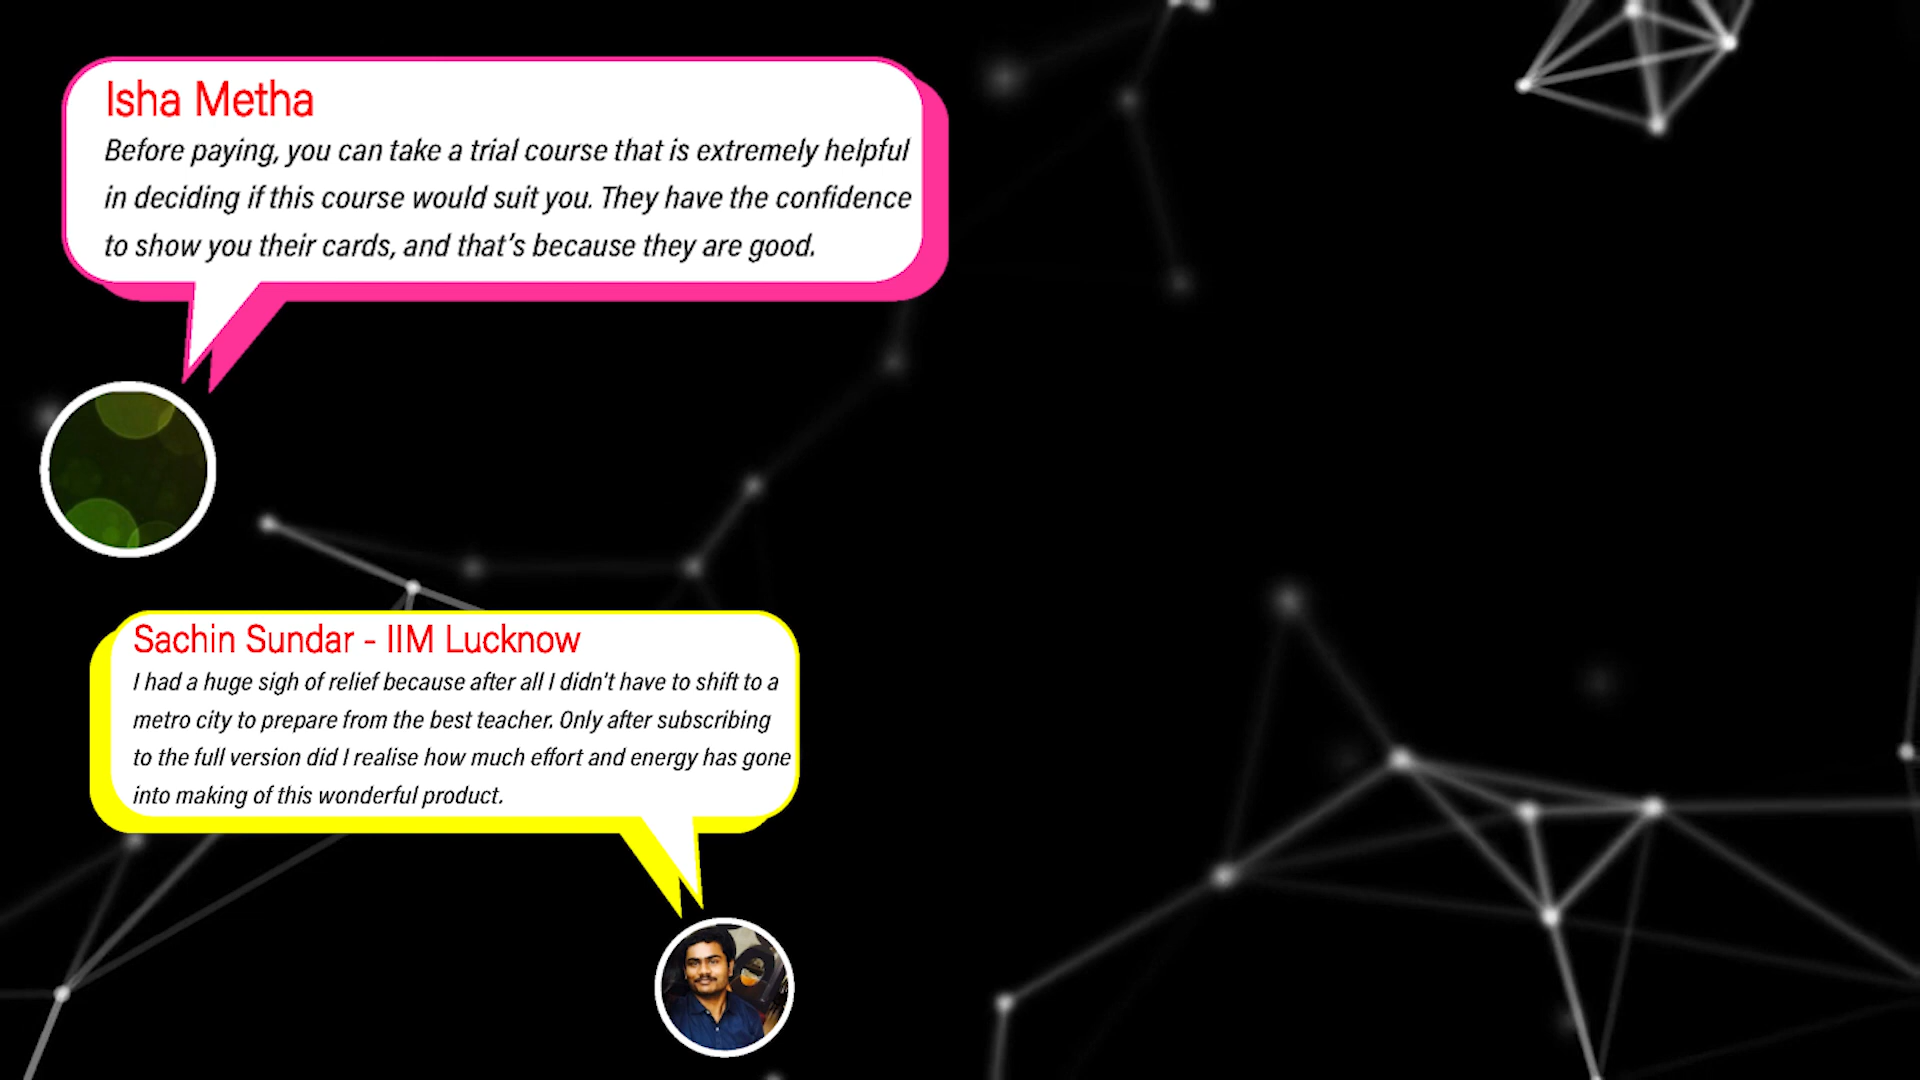 Isha Metha
Before paying, you can take a trial course that is extremely helpful
in deciding if this course would suit you. They have the confidence
to show you their cards, and that's because they are good.
Sachin Sundar - IIM Lucknow
I had a huge sigh of relief because after all I didn't have to shift to a
metro city to prepare from the best teacher. Only after subscribing
to the full version did I realise how much effort and energy has gone
into making of this wonderful product.